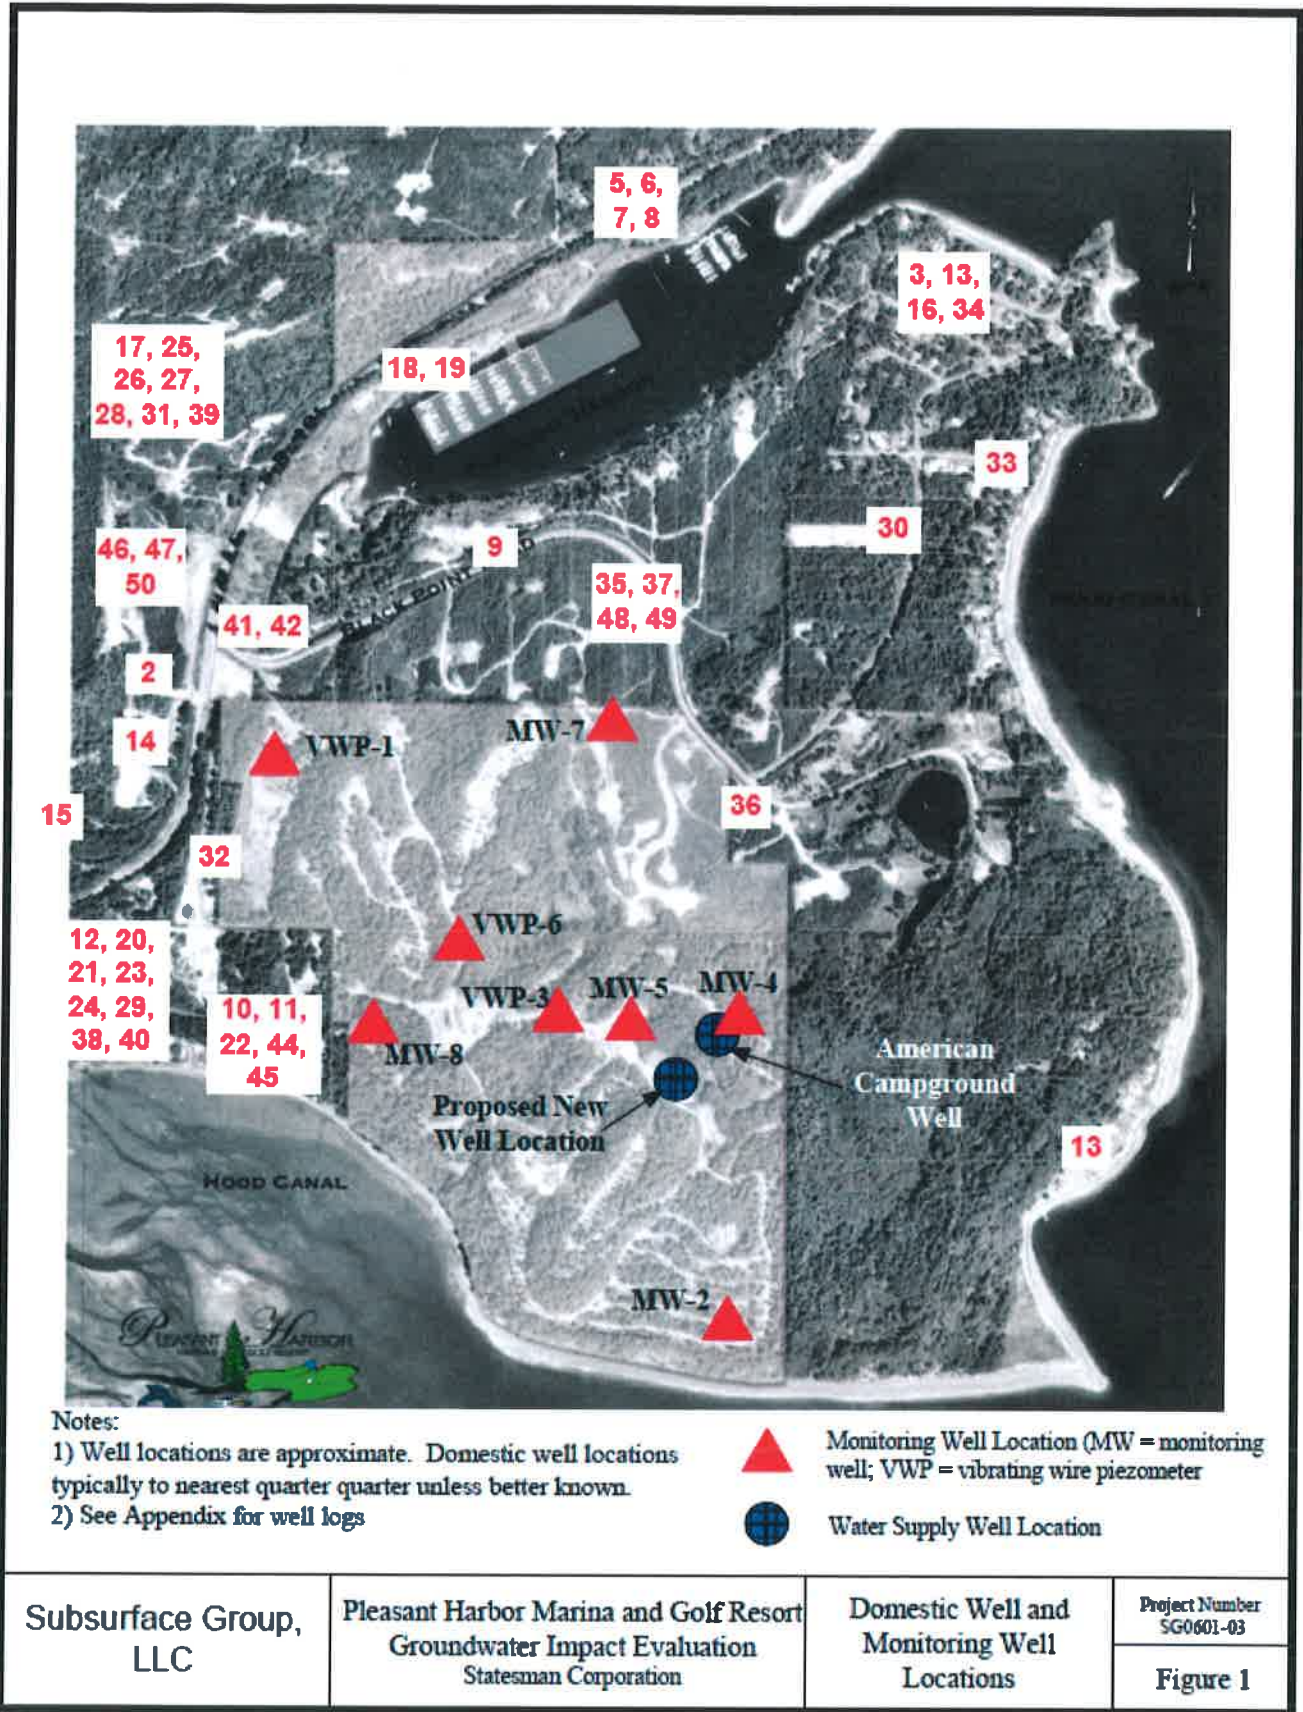 5, 6,
7, 8
3, 13,
16, 34
17, 25,
26, 27,
28, 31, 39
18, 19
33
30
46, 47,
50
9
BLACK POINT
35, 37,
48, 49
41, 42
2
14
MW-7
VWP-1
15
36
32
VWP-6
12, 20,
21, 23,
24, 29,
38, 40
10, 11,
22, 44,
45
VWP-3
MW-5
MW-4
MW-8
American
Campground
Well
Proposed New
Well Location
13
HOOD CANAL
MW-2
PLEASANT HARBOR
Notes:
1) Well locations are approximate. Domestic well locations
typically to nearest quarter quarter unless better known.
2) See Appendix for well logs
Monitoring Well Location (MW = monitoring
well; VWP = vibrating wire piezometer
Water Supply Well Location
Subsurface Group,
LLC
Pleasant Harbor Marina and Golf Resort
Groundwater Impact Evaluation
Statesman Corporation
Domestic Well and
Monitoring Well
Locations
Project Number
SG0601-03
Figure 1